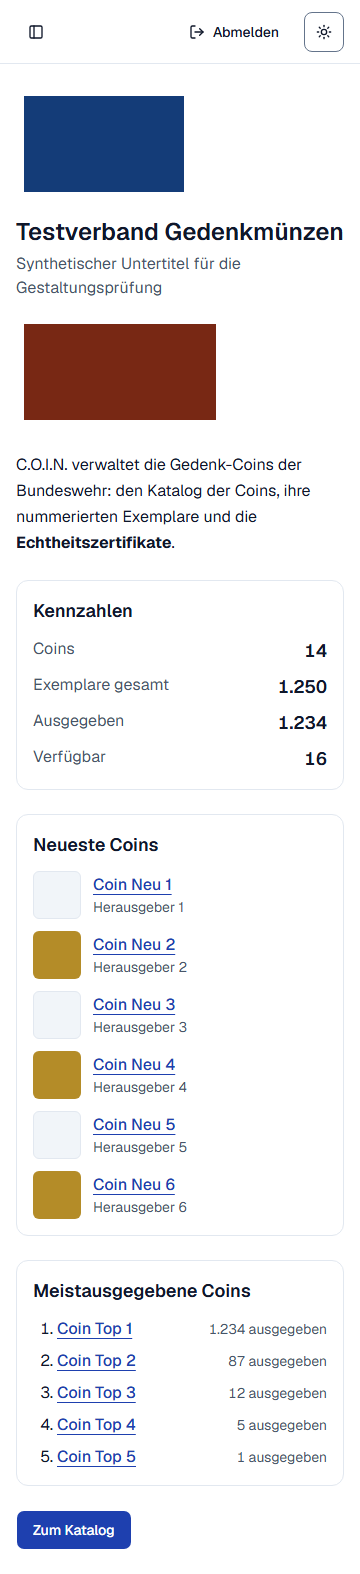 Abmelden
Testverband Gedenkmünzen
Synthetischer Untertitel für die
Gestaltungsprüfung
C.O.I.N. verwaltet die Gedenk-Coins der
Bundeswehr: den Katalog der Coins, ihre
nummerierten Exemplare und die
Echtheitszertifikate.
Kennzahlen
Coins 14
Exemplare gesamt 1.250
Ausgegeben 1.234
Verfügbar 16
Neueste Coins
Coin Neu 1
Herausgeber 1
Coin Neu 2
Herausgeber 2
Coin Neu 3
Herausgeber 3
Coin Neu 4
Herausgeber 4
Coin Neu 5
Herausgeber 5
Coin Neu 6
Herausgeber 6
Meistausgegebene Coins
1. Coin Top 1 1.234 ausgegeben
2. Coin Top 2 87 ausgegeben
3. Coin Top 3 12 ausgegeben
4. Coin Top 4 5 ausgegeben
5. Coin Top 5 1 ausgegeben
Zum Katalog